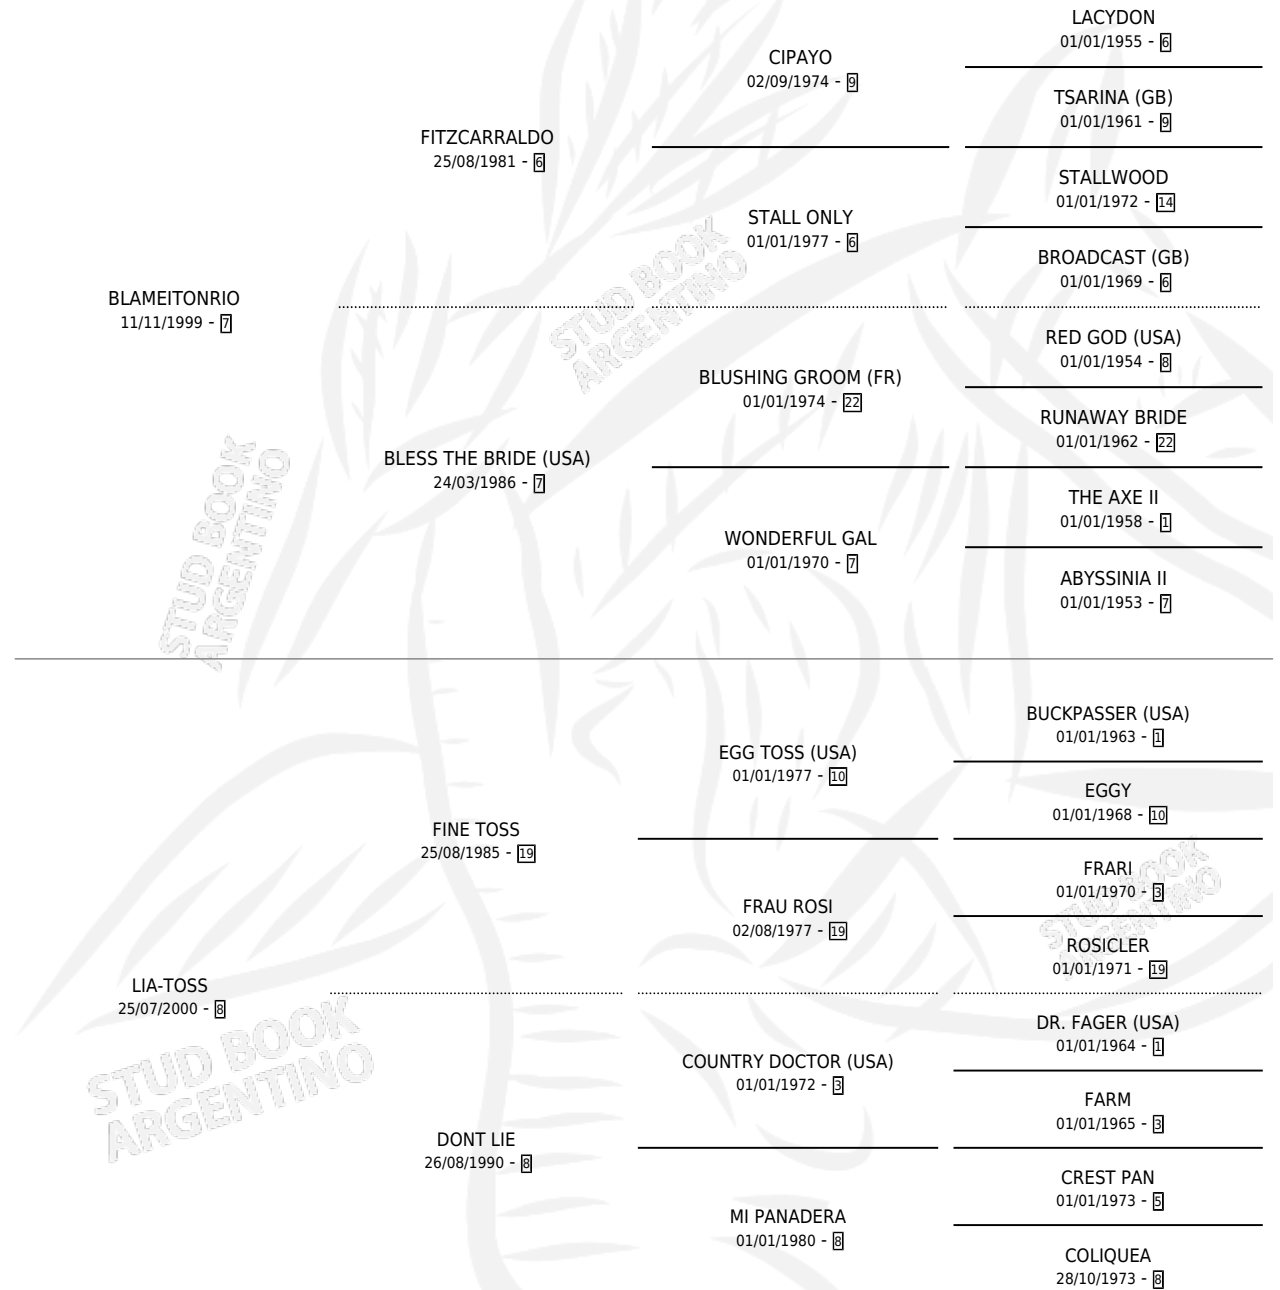 BLAMEITONRIO
11/11/1999 - 7
FITZCARRALDO
25/08/1981 - 6
CIPAYO
02/09/1974 - 9
LACYDON
01/01/1955 - 6
TSARINA (GB)
01/01/1961 - 9
STALL ONLY
01/01/1977 - 6
STALLWOOD
01/01/1972 - 14
BROADCAST (GB)
01/01/1969 - 6
BLESS THE BRIDE (USA)
24/03/1986 - 7
BLUSHING GROOM (FR)
01/01/1974 - 22
RED GOD (USA)
01/01/1954 - 8
RUNAWAY BRIDE
01/01/1962 - 22
WONDERFUL GAL
01/01/1970 - 7
THE AXE II
01/01/1958 - 1
ABYSSINIA II
01/01/1953 - 7
LIA-TOSS
25/07/2000 - 8
FINE TOSS
25/08/1985 - 19
EGG TOSS (USA)
01/01/1977 - 10
BUCKPASSER (USA)
01/01/1963 - 1
EGGY
01/01/1968 - 10
FRAU ROSI
02/08/1977 - 19
FRARI
01/01/1970 - 3
ROSICLER
01/01/1971 - 19
DONT LIE
26/08/1990 - 8
COUNTRY DOCTOR (USA)
01/01/1972 - 3
DR. FAGER (USA)
01/01/1964 - 1
FARM
01/01/1965 - 3
MI PANADERA
01/01/1980 - 8
CREST PAN
01/01/1973 - 5
COLIQUEA
28/10/1973 - 8
STUD BOOK
ARGENTINO
STUD BOOK
ARGENTINO
STUD BOOK
ARGENTINO
STUD BOOK
ARGENTINO